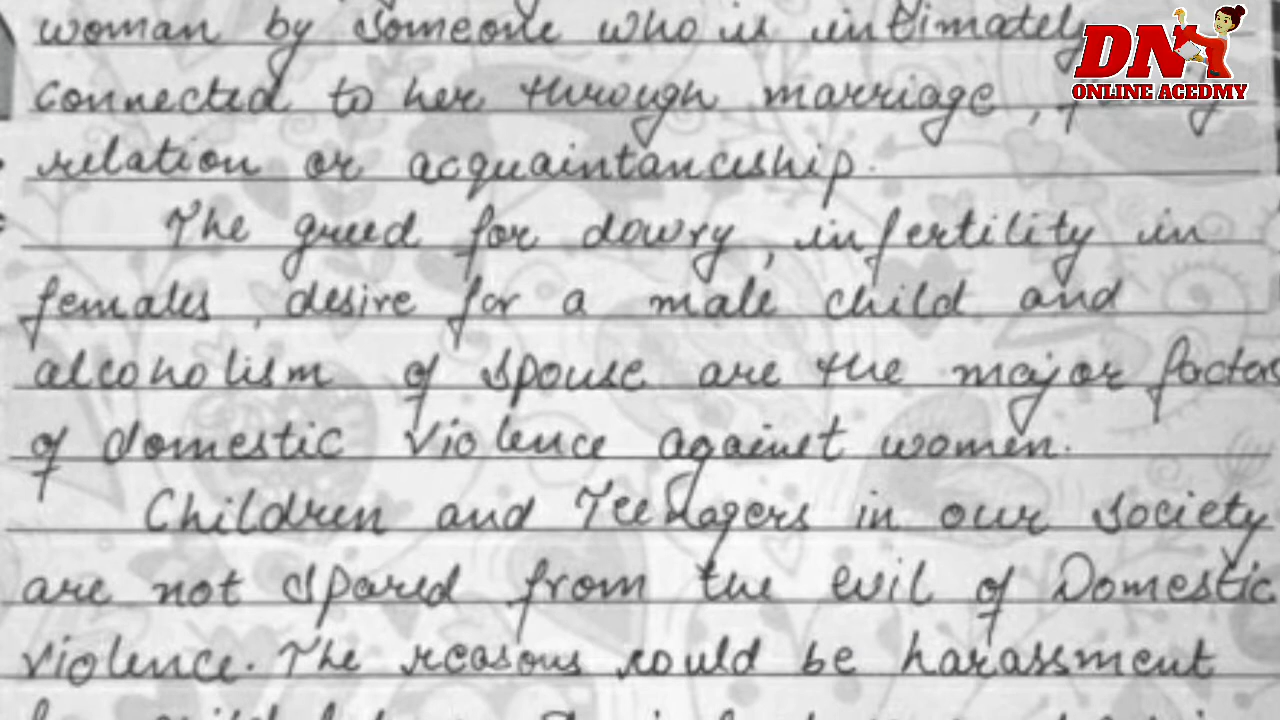 woman by someone who is intimately
connected to her through marriage,
relation or acquaintanceship.
The greed for dowry, infertility in
females, desire for a male child and
alcoholism of spouse are the major factors
of domestic violence against women.
Children and Teenagers in our society
are not spared from the evil of Domestic
violence. The reasons could be harassment
DNA
ONLINE ACEDMY